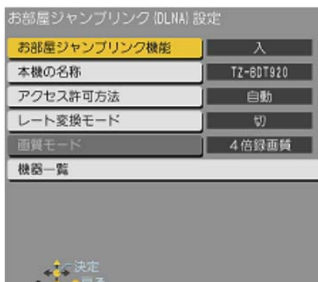 お部屋ジャンプリンク(DLNA)設定
お部屋ジャンプリンク機能 入
本機の名称 TZ-BDT920
アクセス許可方法 自動
レート変換モード 切
画質モード 4倍録画質
機器一覧
決定
戻る